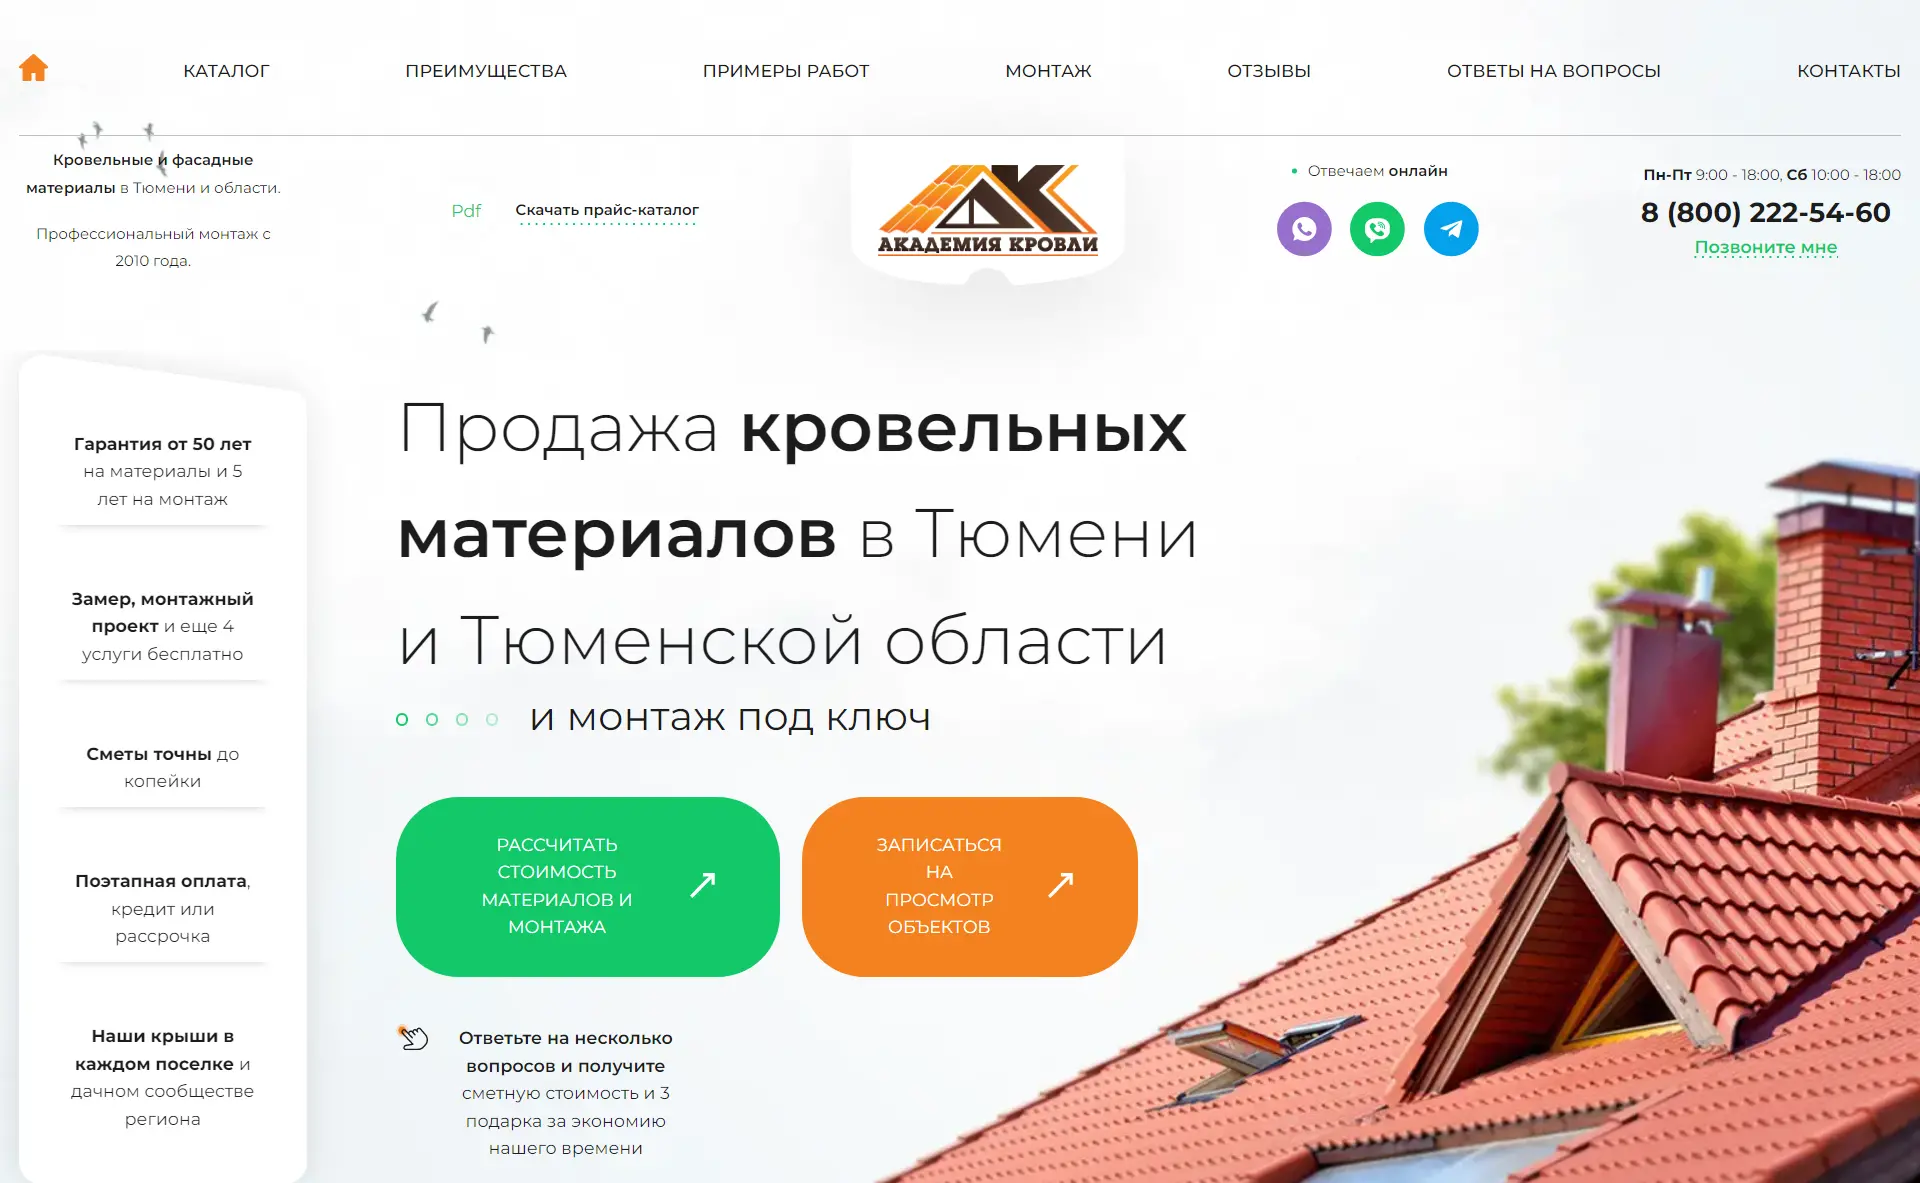 КАТАЛОГ
ПРЕИМУЩЕСТВА
ПРИМЕРЫ РАБОТ
МОНТАЖ
ОТЗЫВЫ
ОТВЕТЫ НА ВОПРОСЫ
КОНТАКТЫ
Кровельные и фасадные
материалы в Тюмени и области.
Профессиональный монтаж с
2010 года.
Pdf
Скачать прайс-каталог
АК
АКАДЕМИЯ КРОВЛИ
Отвечаем онлайн
Пн-Пт 9:00 - 18:00, Сб 10:00 - 18:00
8 (800) 222-54-60
Позвоните мне
Гарантия от 50 лет
на материалы и 5
лет на монтаж
Замер, монтажный
проект и еще 4
услуги бесплатно
Сметы точны до
копейки
Поэтапная оплата,
кредит или
рассрочка
Наши крыши в
каждом поселке и
дачном сообществе
региона
Продажа кровельных
материалов в Тюмени
и Тюменской области
и монтаж под ключ
РАССЧИТАТЬ
СТОИМОСТЬ
МАТЕРИАЛОВ И
МОНТАЖА
ЗАПИСАТЬСЯ
НА
ПРОСМОТР
ОБЪЕКТОВ
Ответьте на несколько
вопросов и получите
сметную стоимость и 3
подарка за экономию
нашего времени